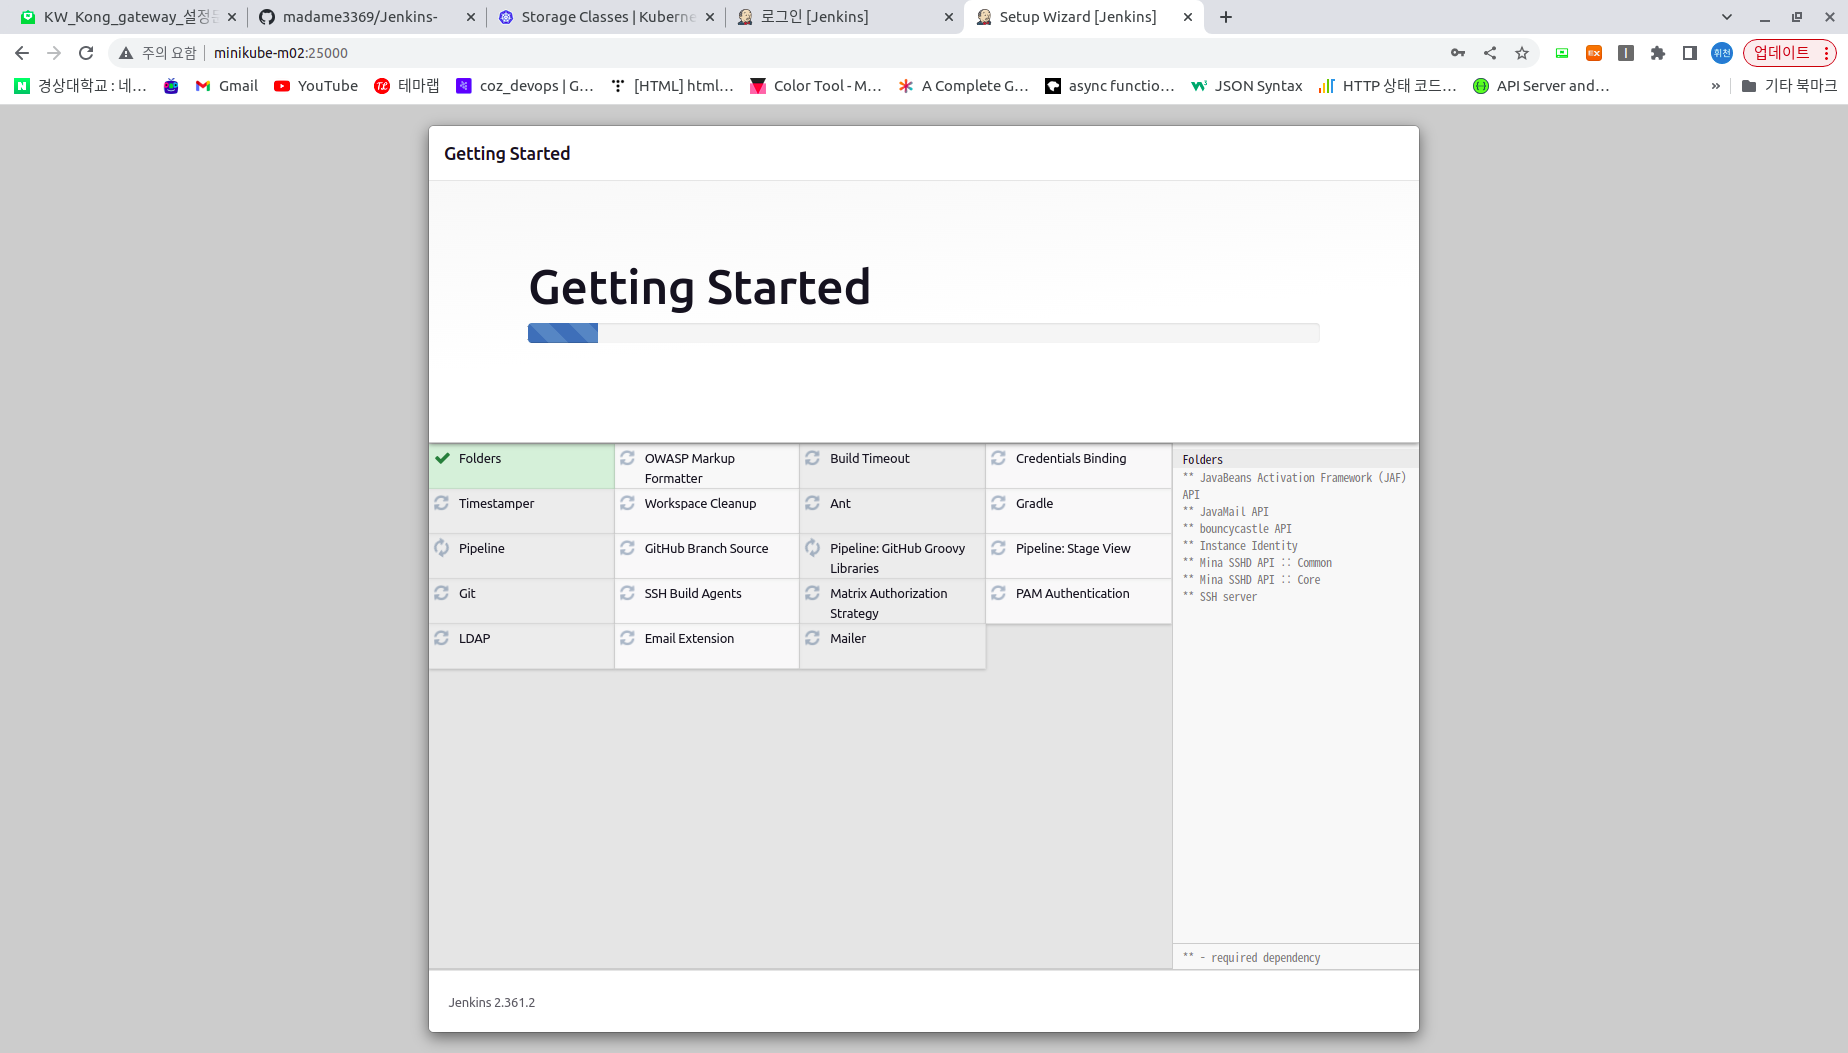 KW_Kong_gateway_설정
madame3369/Jenkins-
Storage Classes | Kuberne
로그인 [Jenkins]
Setup Wizard [Jenkins]
주의 요함
minikube-m02:25000
휘천
업데이트
경상대학교 : 네...
Gmail
YouTube
테마랩
coz_devops | G...
[HTML] html...
Color Tool - M...
A Complete G...
async functio...
JSON Syntax
HTTP 상태 코드...
API Server and...
»
기타 북마크
Getting Started
Getting Started
Folders
OWASP Markup
Formatter
Build Timeout
Credentials Binding
Timestamper
Workspace Cleanup
Ant
Gradle
Pipeline
GitHub Branch Source
Pipeline: GitHub Groovy
Libraries
Pipeline: Stage View
Git
SSH Build Agents
Matrix Authorization
Strategy
PAM Authentication
LDAP
Email Extension
Mailer
Folders
** JavaBeans Activation Framework (JAF)
API
** JavaMail API
** bouncycastle API
** Instance Identity
** Mina SSHD API :: Common
** Mina SSHD API :: Core
** SSH server
** - required dependency
Jenkins 2.361.2